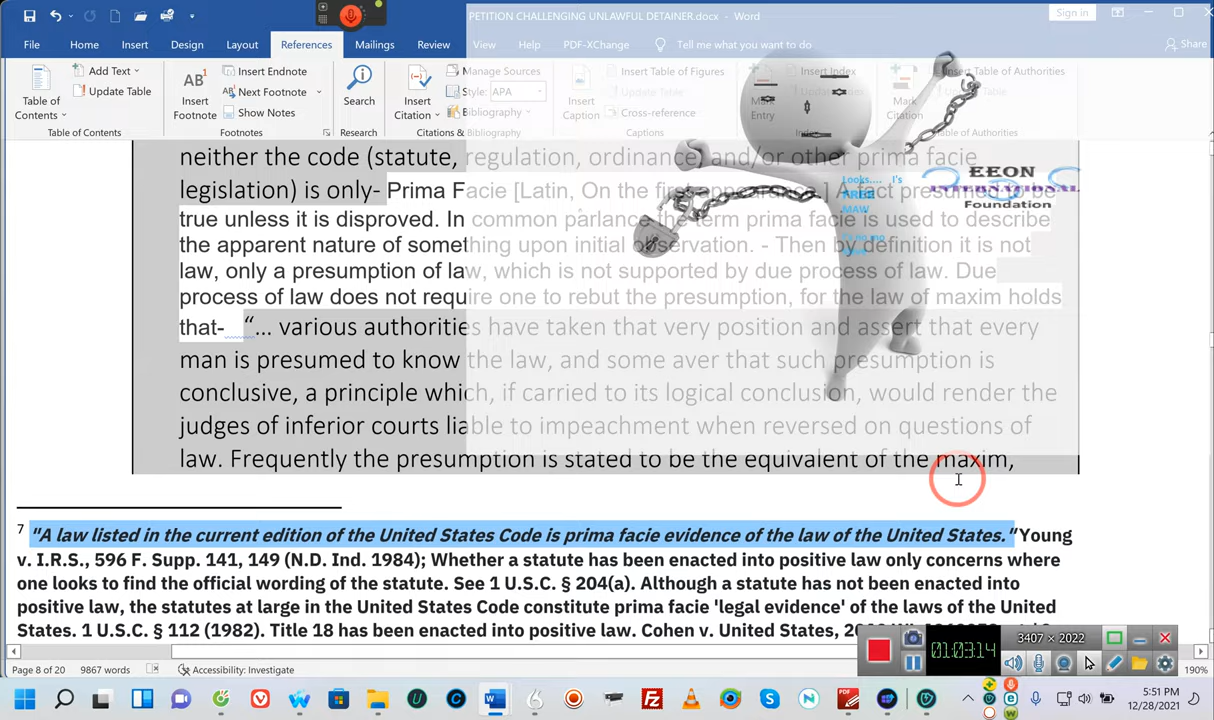 PETITION CHALLENGING UNLAWFUL DETAINER.docx - Word
Sign in
File Home Insert Design Layout References Mailings Review View Help PDF-XChange Tell me what you want to do
Share
Table of Contents
Add Text
Update Table
Table of Contents
AB1
Insert Footnote
Insert Endnote
Next Footnote
Show Notes
Footnotes
Search
Research
Insert Citation
Manage Sources
Style: APA
Bibliography
Citations & Bibliography
Insert Caption
Insert Table of Figures
Update Table
Cross-reference
Captions
Mark Entry
Insert Index
Mark Citation
Insert Table of Authorities
Table of Authorities
neither the code (statute, regulation, ordinance, and/or other prima facie
legislation) is only- Prima Facie [Latin, On the first appearance.] A fact presumed to be
true unless it is disproved. In common parlance the term prima facie is used to describe
the apparent nature of something upon initial observation. - Then by definition it is not
law, only a presumption of law, which is not supported by due process of law. Due
process of law does not require one to rebut the presumption, for the law of maxim holds
that- “... various authorities have taken that very position and assert that every
man is presumed to know the law, and some aver that such presumption is
conclusive, a principle which, if carried to its logical conclusion, would render the
judges of inferior courts liable to impeachment when reversed on questions of
law. Frequently the presumption is stated to be the equivalent of the maxim,
Looks.... I's
MAW
EEON
INTERNATIONAL
Foundation
7 "A law listed in the current edition of the United States Code is prima facie evidence of the law of the United States." Young
v. I.R.S., 596 F. Supp. 141, 149 (N.D. Ind. 1984); Whether a statute has been enacted into positive law only concerns where
one looks to find the official wording of the statute. See 1 U.S.C. § 204(a). Although a statute has not been enacted into
positive law, the statutes at large in the United States Code constitute prima facie 'legal evidence' of the laws of the United
States. 1 U.S.C. § 112 (1982). Title 18 has been enacted into positive law. Cohen v. United States,
01:03:14
3407 × 2022
Page 8 of 20 9867 words Accessibility: Investigate
190%
5:51 PM
12/28/2021